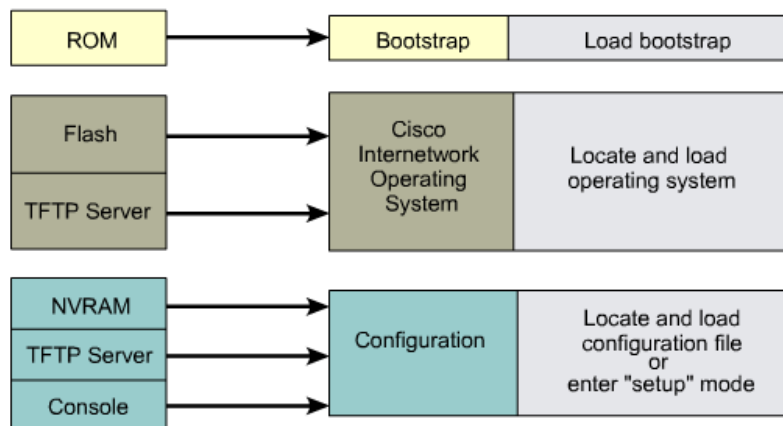 ROM
Bootstrap
Load bootstrap
Flash
TFTP Server
Cisco
Internetwork
Operating
System
Locate and load
operating system
NVRAM
TFTP Server
Console
Configuration
Locate and load
configuration file
or
enter "setup" mode